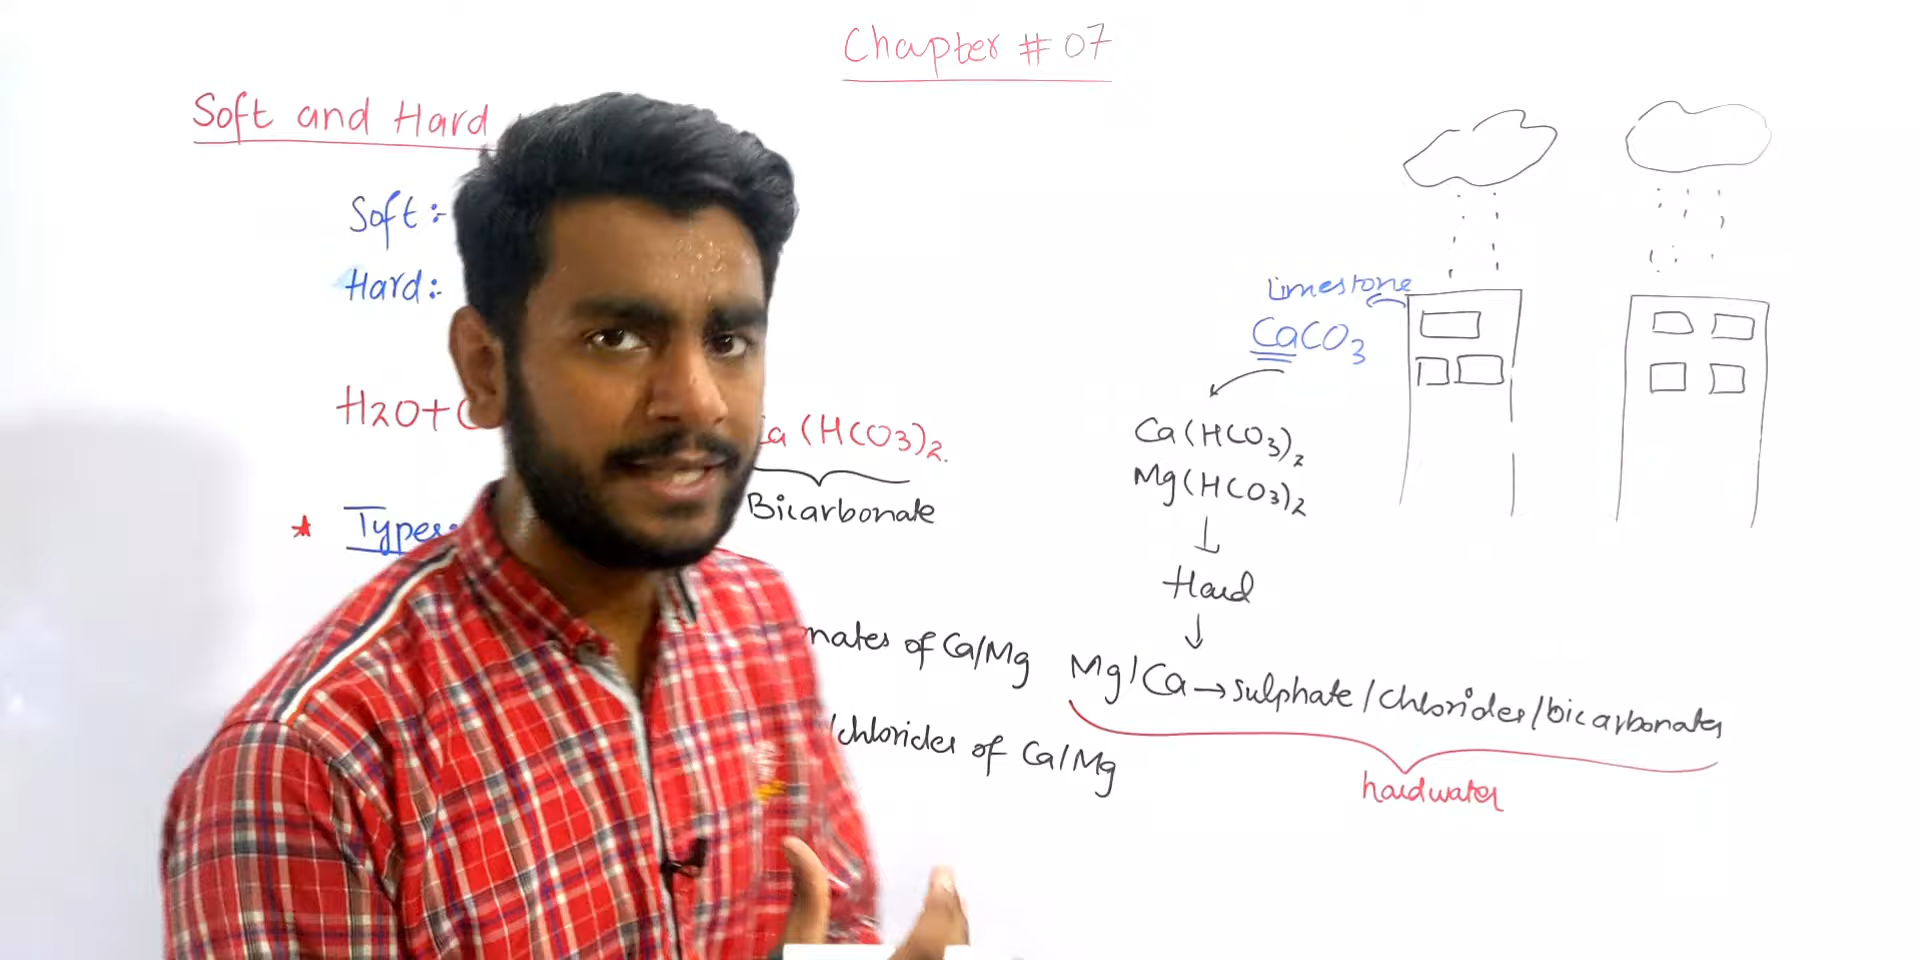 Chapter # 07
Soft and Hard
Soft :-
Hard :-
H2O+
Ca (HCO3)2.
Bicarbonate
* Types:
nates of Ca/Mg
/chlorides of Ca/Mg
Limestone
CaCO3
Ca(HCO3)2
Mg(HCO3)2
Hard
Mg/Ca → sulphate/chlorides/bicarbonates
hardwater